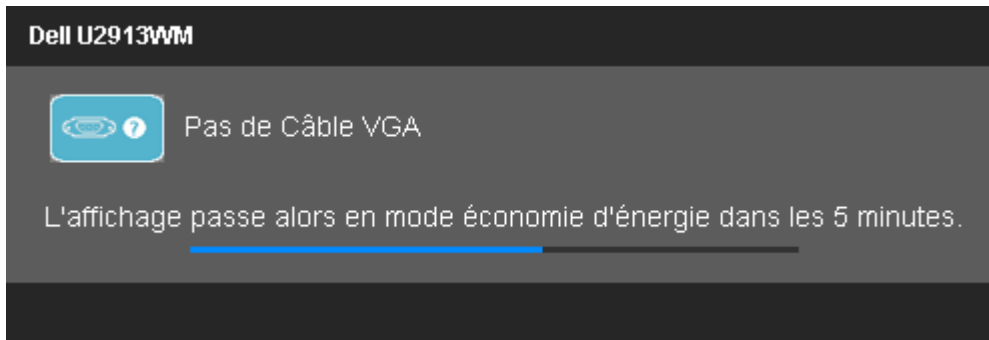 Dell U2913WM
Pas de Câble VGA
L'affichage passe alors en mode économie d'énergie dans les 5 minutes.